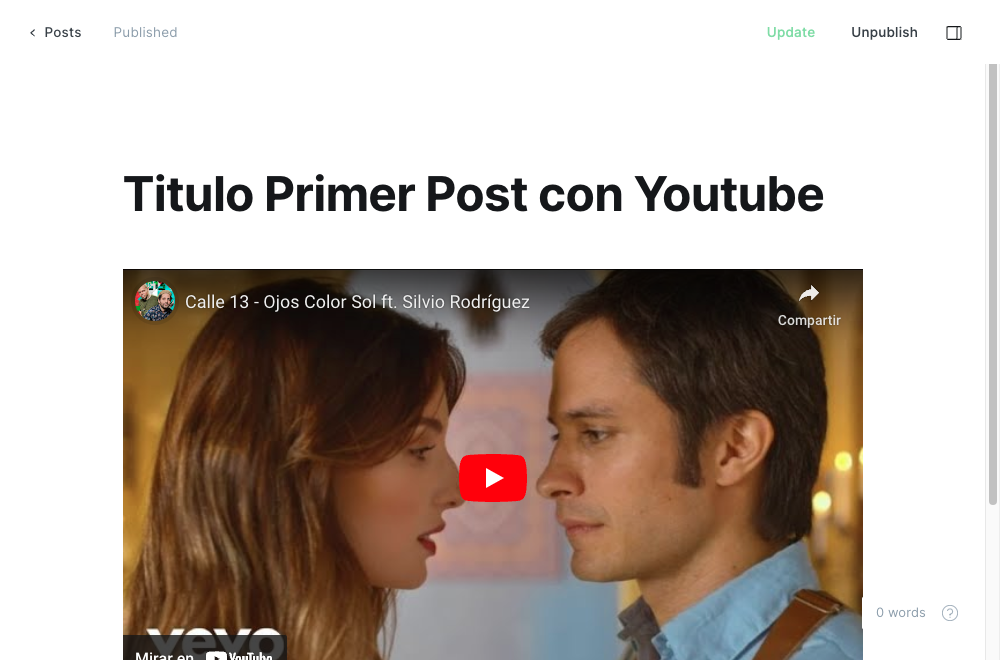 Posts
Published
Update
Unpublish
Titulo Primer Post con Youtube
Calle 13 - Ojos Color Sol ft. Silvio Rodríguez
Compartir
0 words
?
vevo
Mirar en YouTube